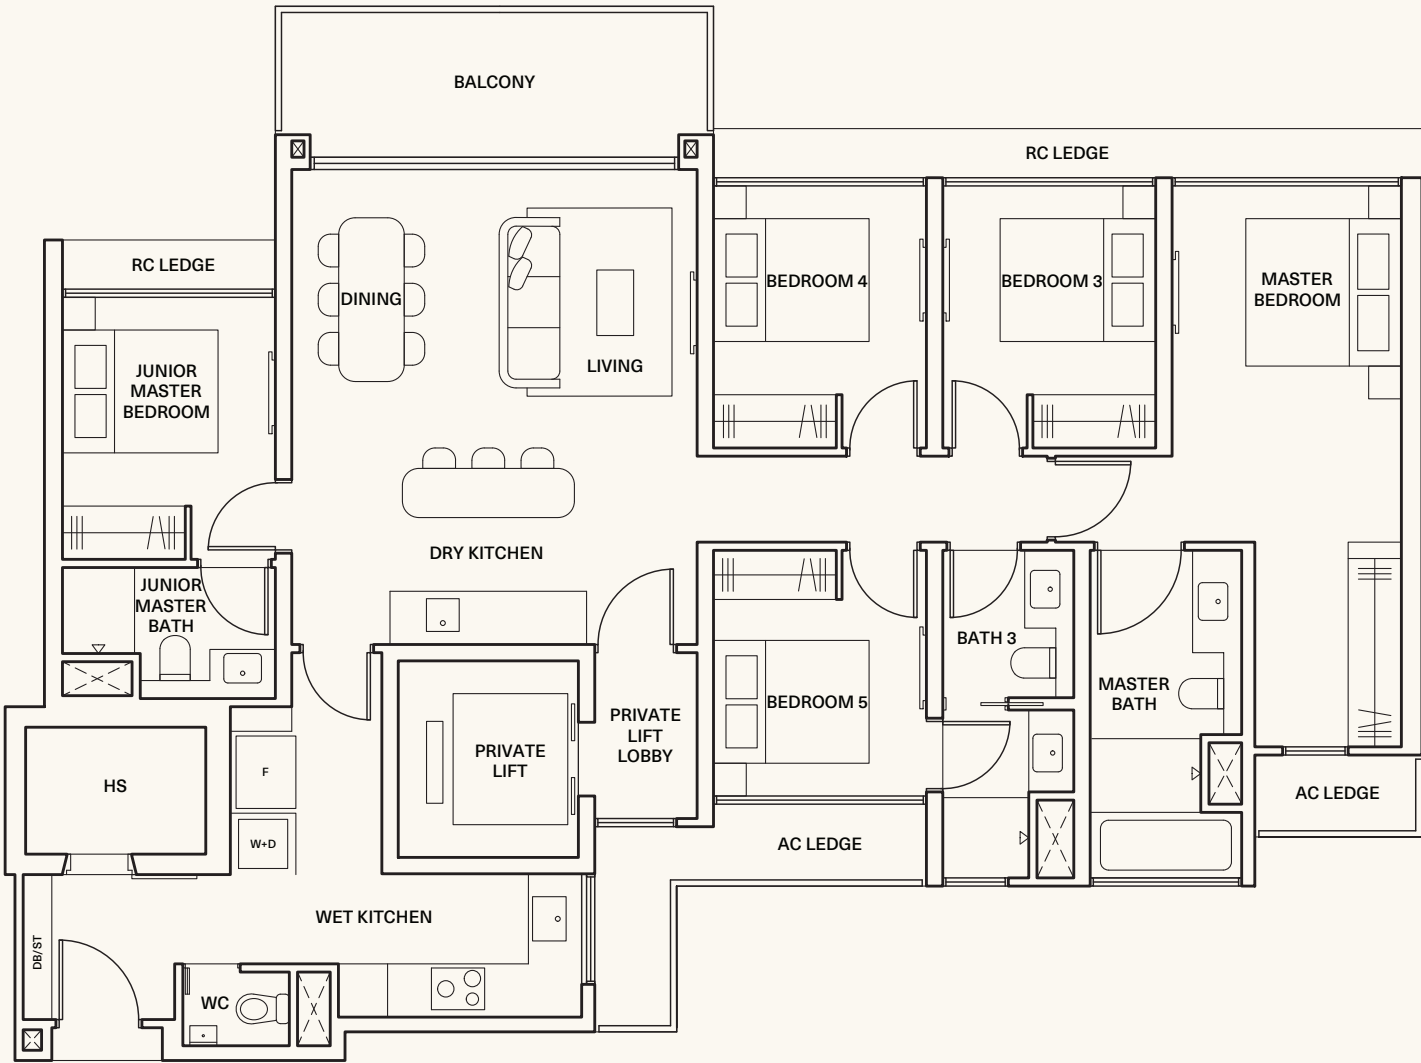 BALCONY
RC LEDGE
RC LEDGE
DINING
LIVING
BEDROOM 4
BEDROOM 3
MASTER
BEDROOM
JUNIOR
MASTER
BEDROOM
DRY KITCHEN
JUNIOR
MASTER
BATH
BATH 3
MASTER
BATH
BEDROOM 5
PRIVATE
LIFT
LOBBY
PRIVATE
LIFT
HS
F
W+D
AC LEDGE
AC LEDGE
WET KITCHEN
DB/ST
WC